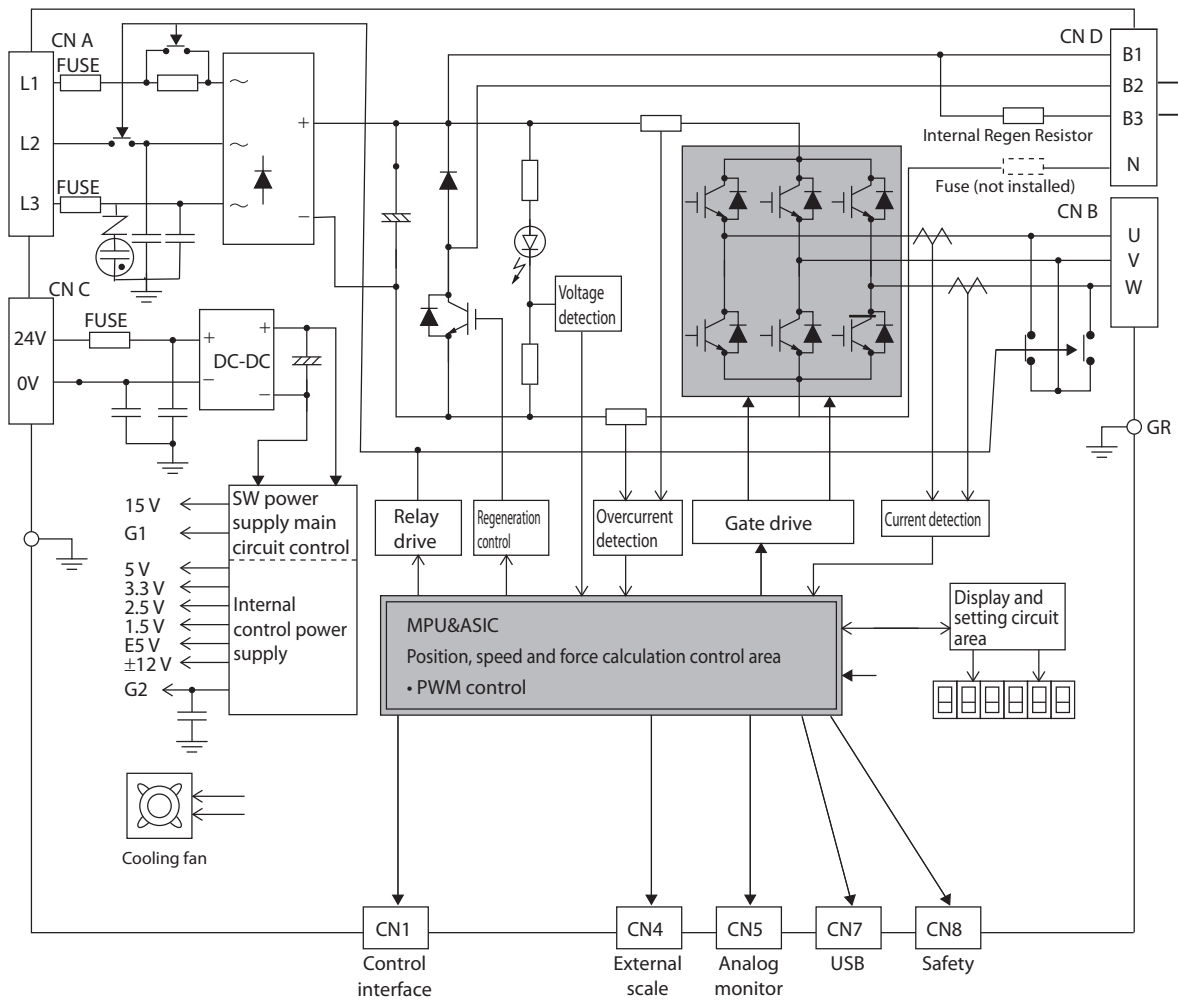 CN A
FUSE
L1
L2
FUSE
L3
~
~
~
+
−
CN C
24V
FUSE
0V
+
−
DC-DC
+
−
CN D
B1
B2
B3
N
Internal Regen Resistor
Fuse (not installed)
CN B
U
V
W
GR
Voltage
detection
15 V
G1
5 V
3.3 V
2.5 V
1.5 V
E5 V
±12 V
G2
SW power
supply main
circuit control
Internal
control power
supply
Relay
drive
Regeneration
control
Overcurrent
detection
Gate drive
Current detection
MPU&ASIC
Position, speed and force calculation control area
• PWM control
Display and
setting circuit
area
Cooling fan
CN1
Control
interface
CN4
External
scale
CN5
Analog
monitor
CN7
USB
CN8
Safety